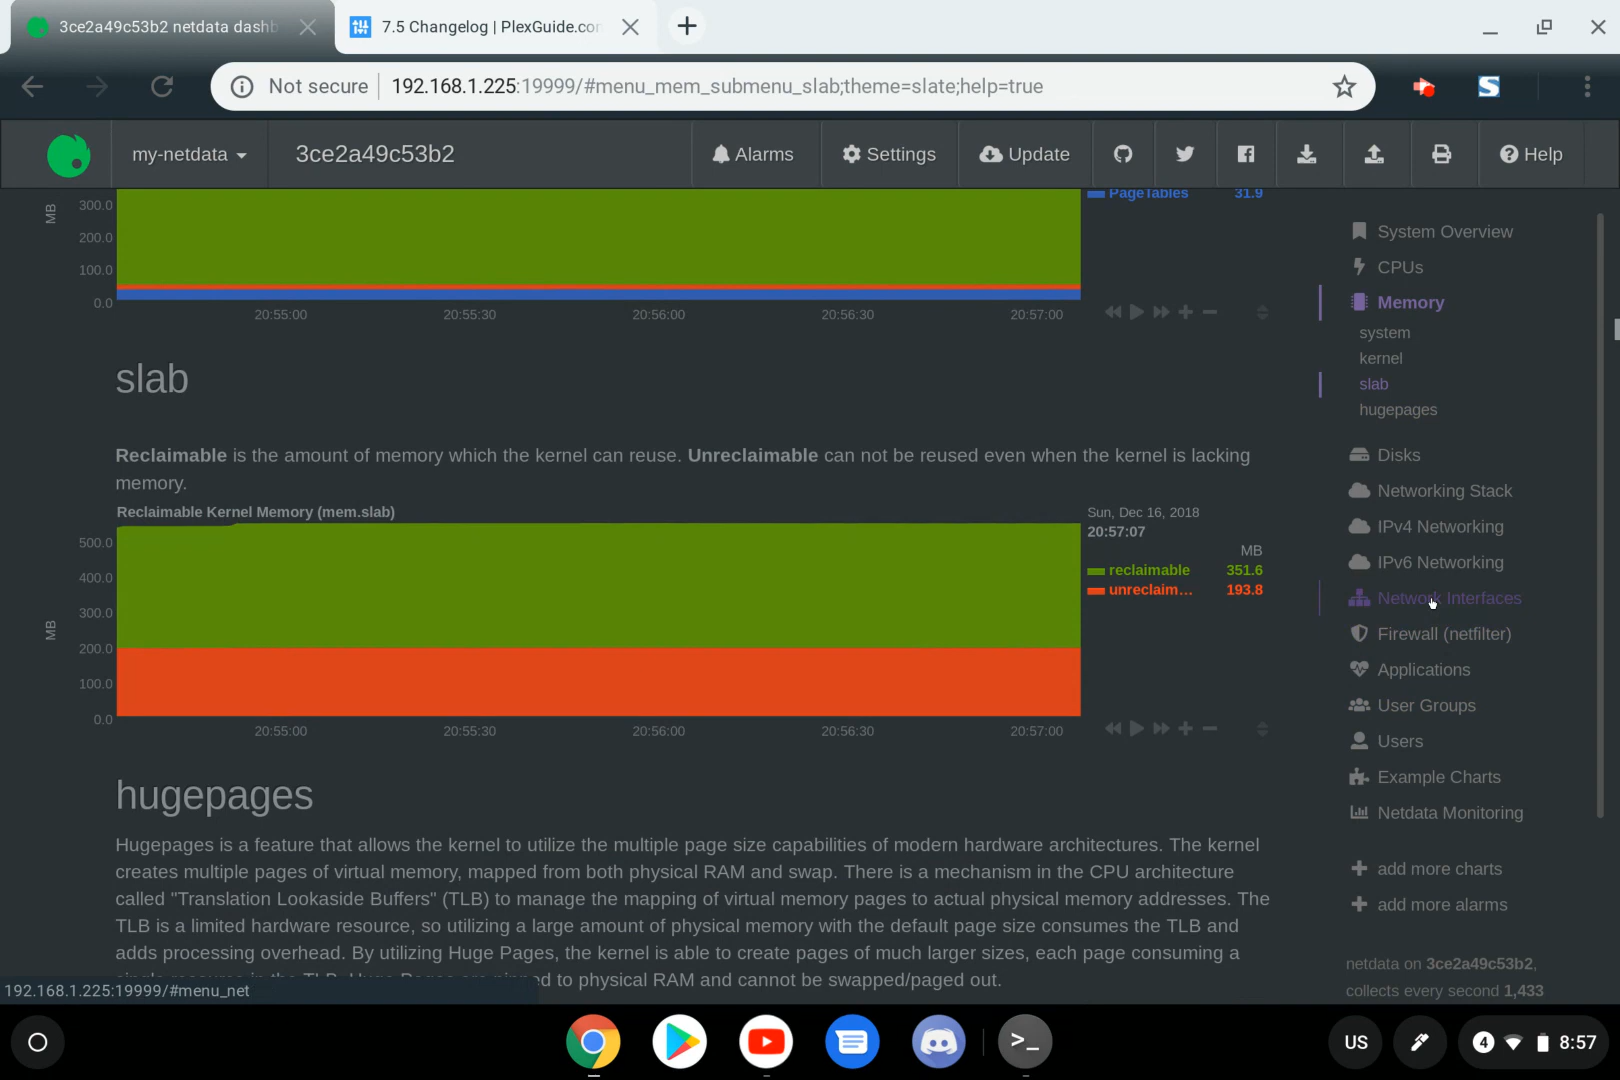 3ce2a49c53b2 netdata dashb
7.5 Changelog | PlexGuide.com
Not secure
192.168.1.225:19999/#menu_mem_submenu_slab;theme=slate;help=true
my-netdata
3ce2a49c53b2
Alarms
Settings
Update
Help
MB
300.0
200.0
100.0
0.0
20:55:00
20:55:30
20:56:00
20:56:30
20:57:00
PageTables 31.9
slab
Reclaimable is the amount of memory which the kernel can reuse. Unreclaimable can not be reused even when the kernel is lacking
memory.
Reclaimable Kernel Memory (mem.slab)
MB
500.0
400.0
300.0
200.0
100.0
0.0
20:55:00
20:55:30
20:56:00
20:56:30
20:57:00
Sun, Dec 16, 2018
20:57:07
MB
reclaimable 351.6
unreclaim... 193.8
hugepages
Hugepages is a feature that allows the kernel to utilize the multiple page size capabilities of modern hardware architectures. The kernel
creates multiple pages of virtual memory, mapped from both physical RAM and swap. There is a mechanism in the CPU architecture
called "Translation Lookaside Buffers" (TLB) to manage the mapping of virtual memory pages to actual physical memory addresses. The
TLB is a limited hardware resource, so utilizing a large amount of physical memory with the default page size consumes the TLB and
adds processing overhead. By utilizing Huge Pages, the kernel is able to create pages of much larger sizes, each page consuming a
to physical RAM and cannot be swapped/paged out.
System Overview
CPUs
Memory
system
kernel
slab
hugepages
Disks
Networking Stack
IPv4 Networking
IPv6 Networking
Network Interfaces
Firewall (netfilter)
Applications
User Groups
Users
Example Charts
Netdata Monitoring
add more charts
add more alarms
netdata on 3ce2a49c53b2,
collects every second 1,433
192.168.1.225:19999/#menu_net
US
4
8:57